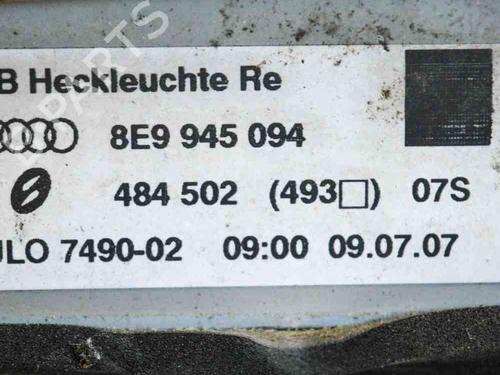 B Heckleuchte Re
8E9 945 094
484 502 (493□) 07S
ULO 7490-02 09:00 09.07.07